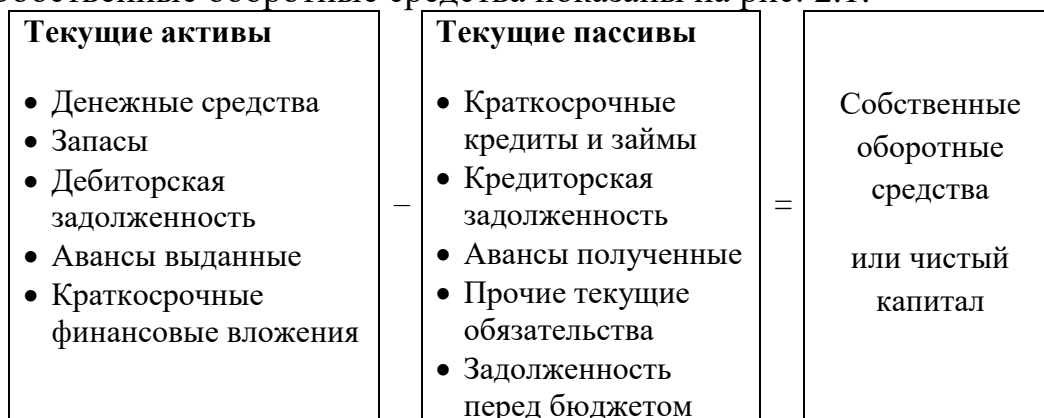 Собственные оборотные средства показаны на рис. 2.1.
Текущие активы
• Денежные средства
• Запасы
• Дебиторская
задолженность
• Авансы выданные
• Краткосрочные
финансовые вложения
–
Текущие пассивы
• Краткосрочные
кредиты и займы
• Кредиторская
задолженность
• Авансы полученные
• Прочие текущие
обязательства
• Задолженность
перед бюджетом
=
Собственные
оборотные
средства
или чистый
капитал